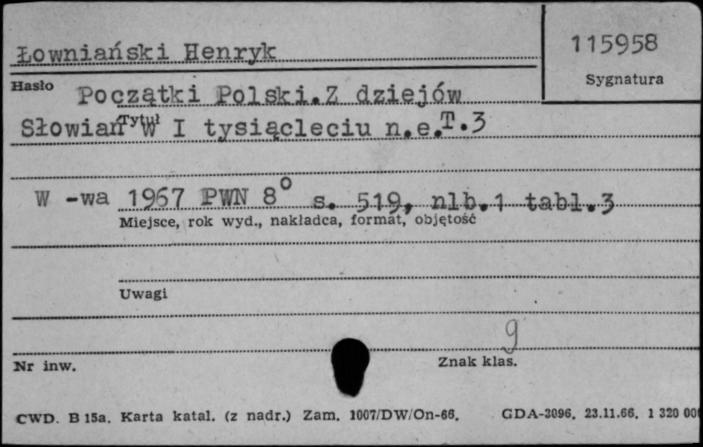 Łowniański Henryk
115958
Sygnatura
Hasło
Początki Polski.Z dziejów
Tytuł
Słowian W I tysiącleciu n.e.T.3
W -wa 1967 PWN 8° s. 519, nlb.1 tabl.3
Miejsce, rok wyd., nakładca, format, objętość
Uwagi
9
Nr inw.
Znak klas.
CWD. B 15a. Karta katal. (z nadr.) Zam. 1007/DW/On-66. GDA-3096. 23.11.66. 1 320 000